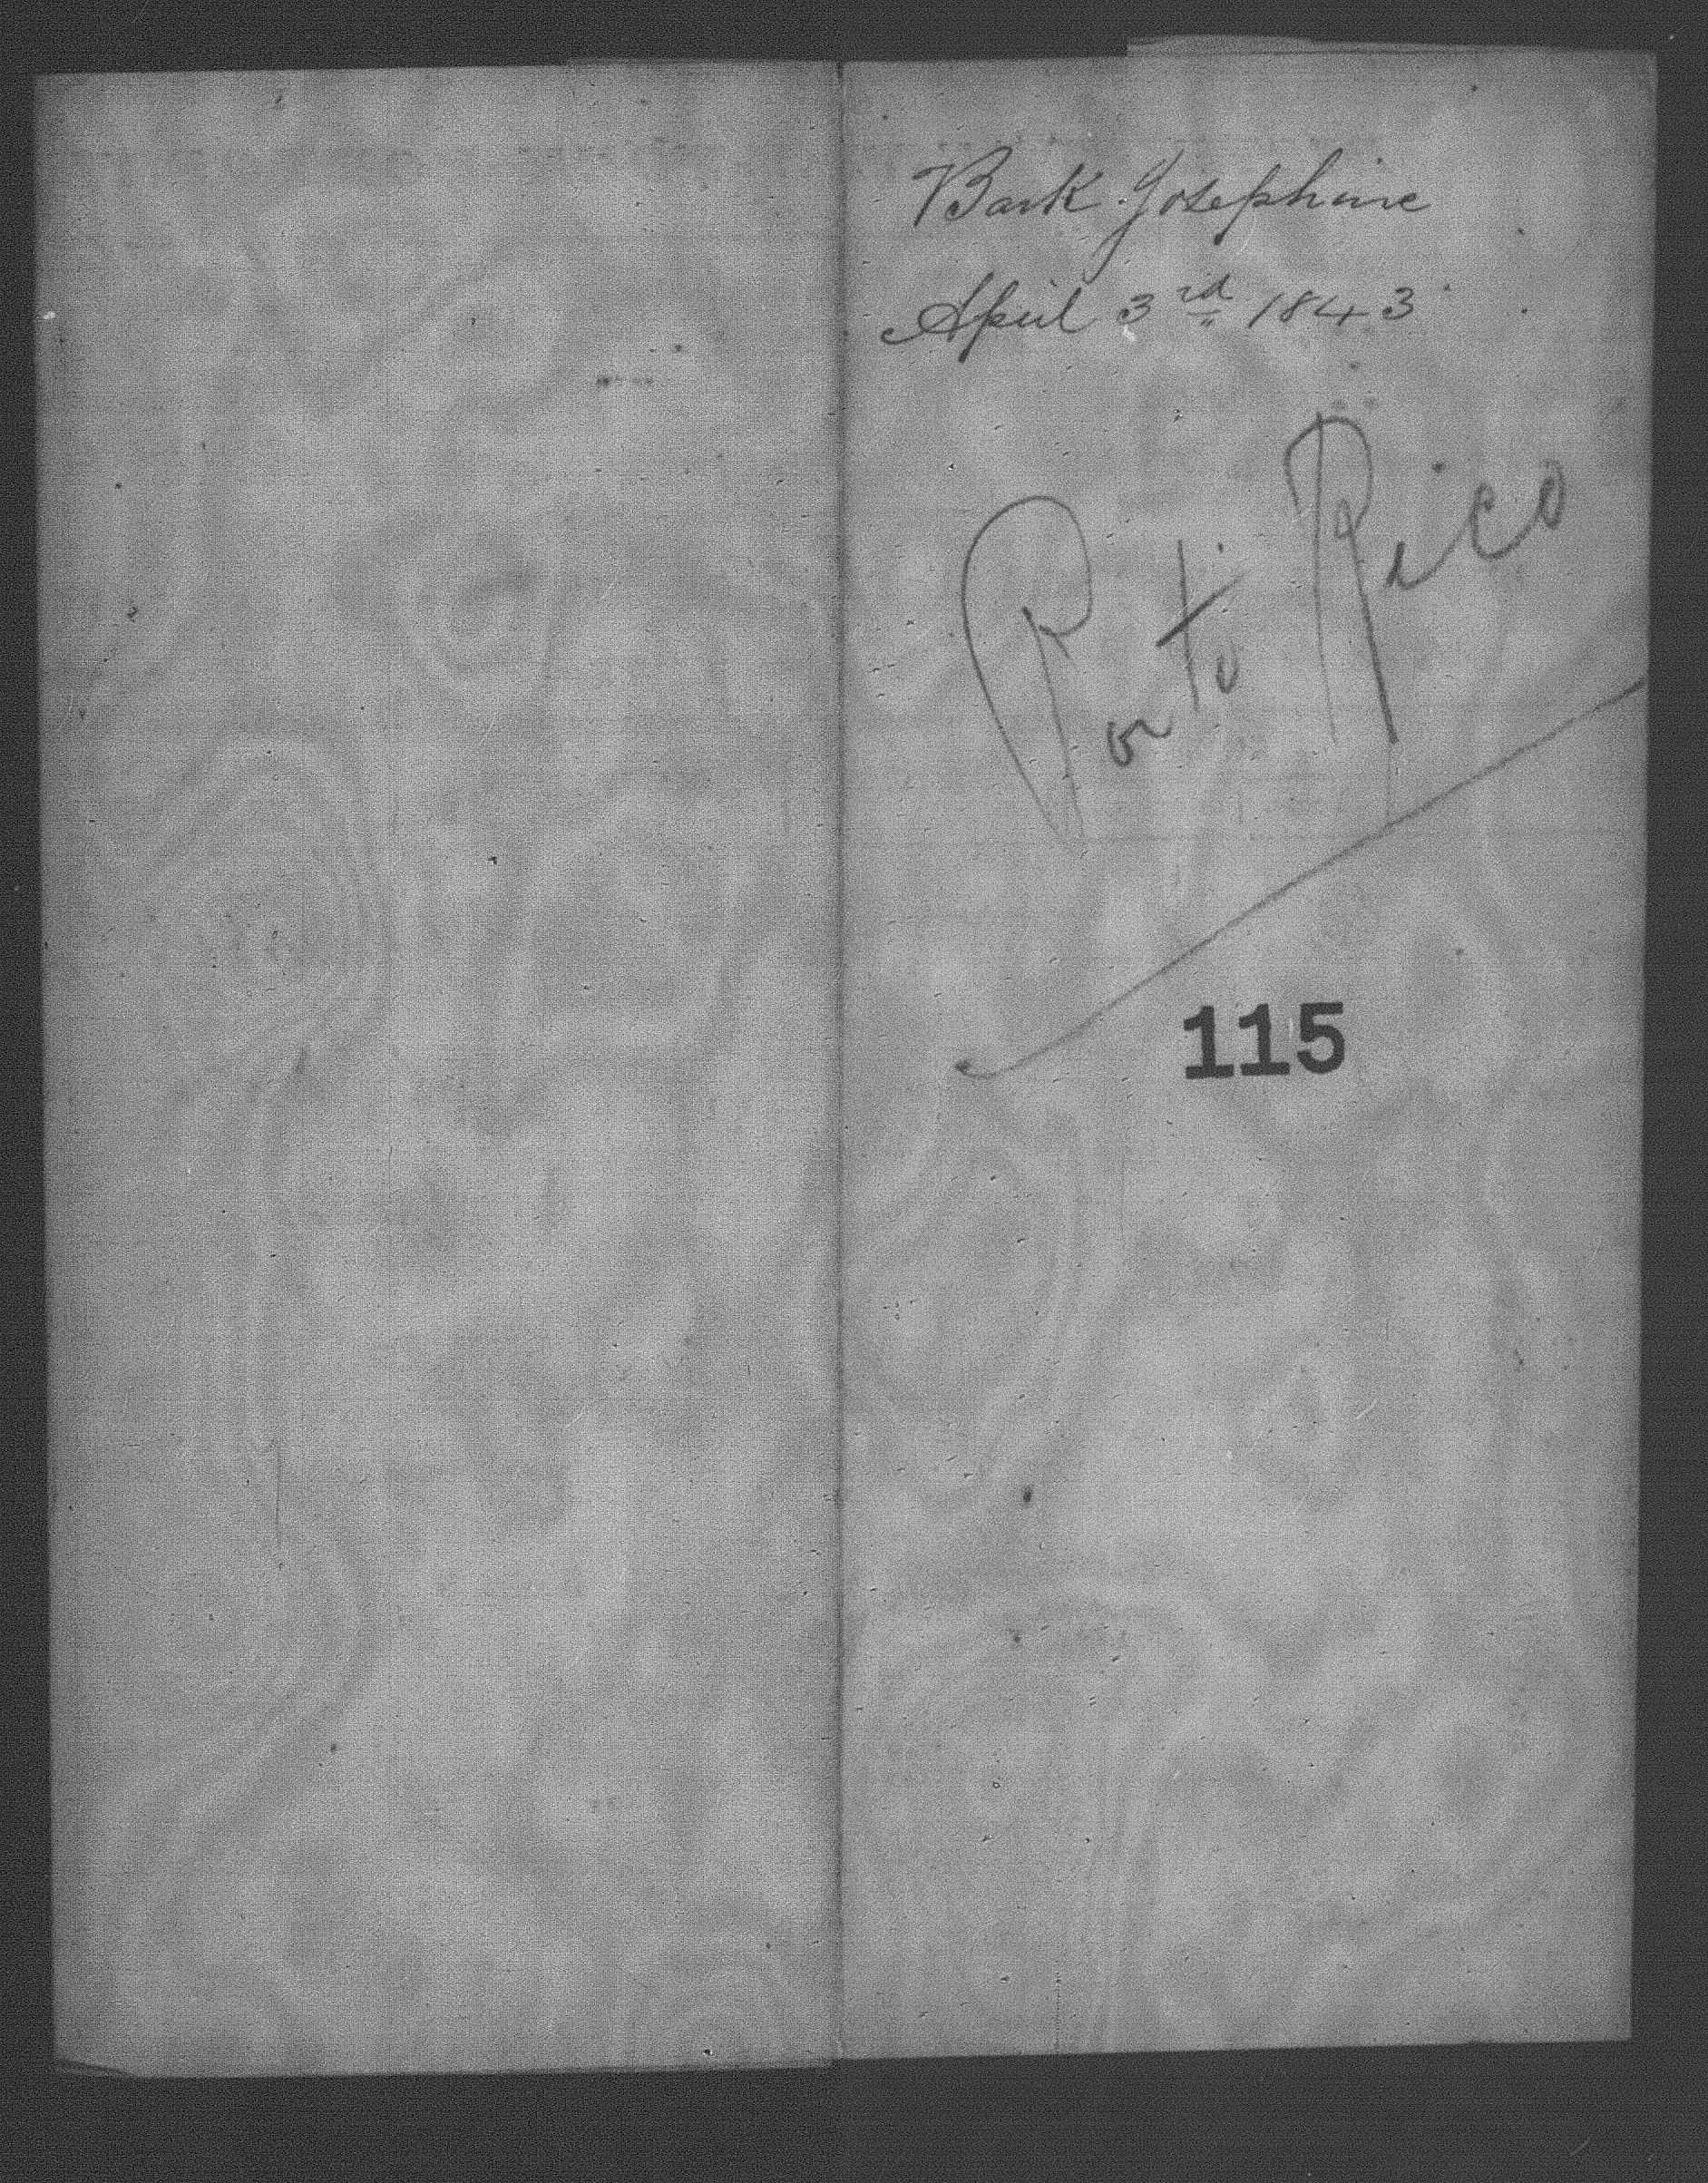 Bark Josephine
April 3rd 1843
Porto Rico
115